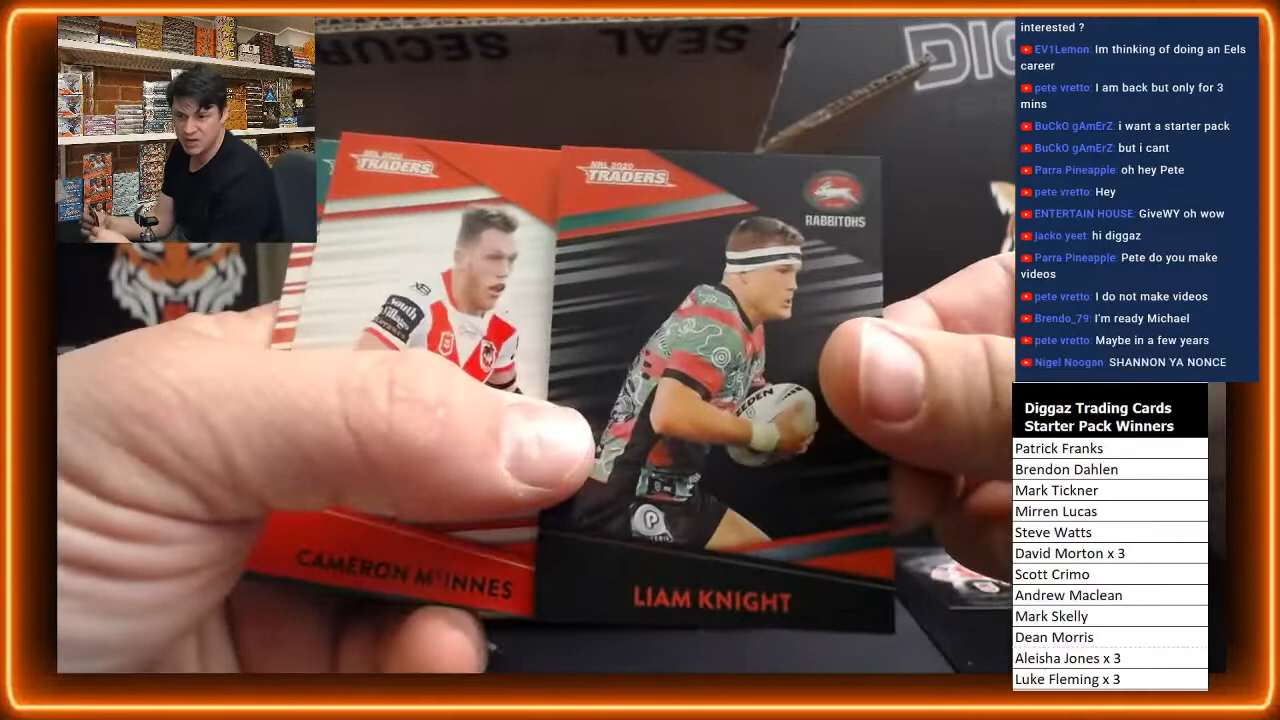 SECUR
SEAL
DIG
NRL 2020
TRADERS
NRL 2020
TRADERS
RABBITOHS
South
Village
STEEDEN
CAMERON McINNES
LIAM KNIGHT
interested ?
EV1Lemon: Im thinking of doing an Eels
career
pete vretto: I am back but only for 3
mins
BuCkO gAmErZ: i want a starter pack
BuCkO gAmErZ: but i cant
Parra Pineapple: oh hey Pete
pete vretto: Hey
ENTERTAIN HOUSE: GiveWY oh wow
Jacko yeet: hi diggaz
Parra Pineapple: Pete do you make
videos
pete vretto: I do not make videos
Brendo_79: I'm ready Michael
pete vretto: Maybe in a few years
Nigel Noogan: SHANNON YA NONCE
Diggaz Trading Cards
Starter Pack Winners
Patrick Franks
Brendon Dahlen
Mark Tickner
Mirren Lucas
Steve Watts
David Morton x 3
Scott Crimo
Andrew Maclean
Mark Skelly
Dean Morris
Aleisha Jones x 3
Luke Fleming x 3